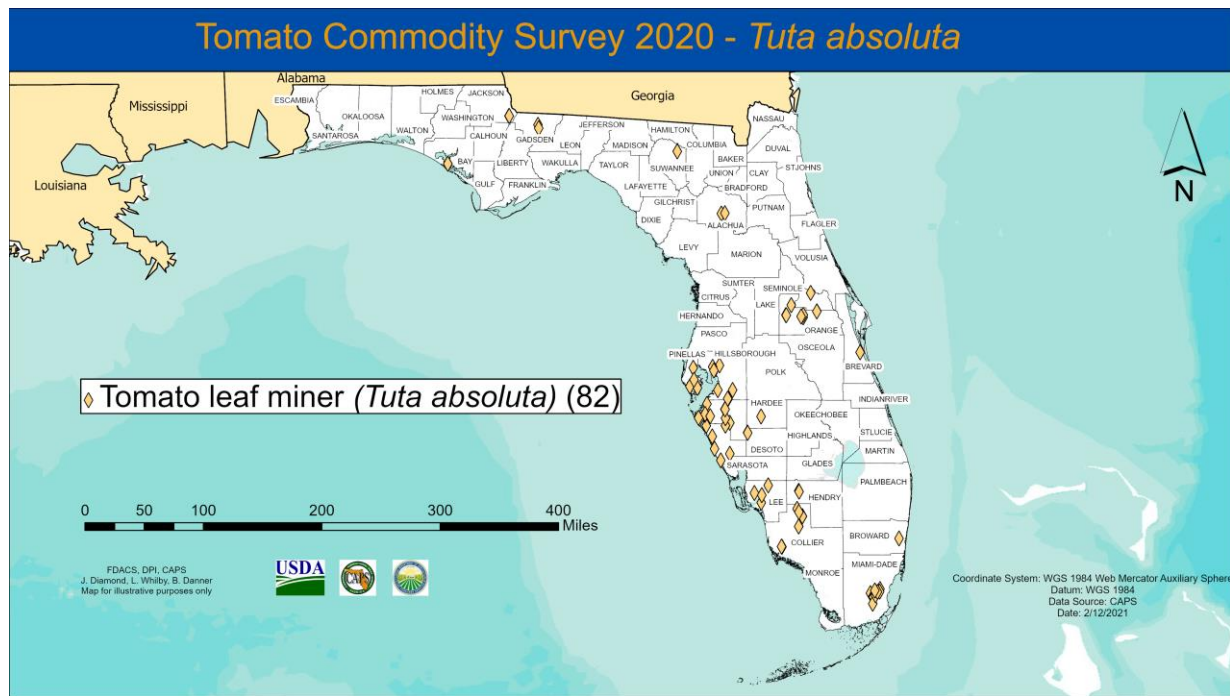 Tomato Commodity Survey 2020 - Tuta absoluta
Alabama
Mississippi
Georgia
Louisiana
ESCAMBIA
SANTAROSA
OKALOOSA
WALTON
HOLMES
JACKSON
WASHINGTON
CALHOUN
BAY
GULF
LIBERTY
FRANKLIN
GADSDEN
LEON
WAKULLA
JEFFERSON
MADISON
TAYLOR
HAMILTON
SUWANNEE
LAFAYETTE
COLUMBIA
BAKER
UNION
BRADFORD
GILCHRIST
DIXIE
NASSAU
DUVAL
CLAY
STJOHNS
PUTNAM
ALACHUA
FLAGLER
LEVY
MARION
VOLUSIA
SUMTER
CITRUS
LAKE
SEMINOLE
HERNANDO
ORANGE
PASCO
OSCEOLA
PINELLAS
HILLSBOROUGH
POLK
BREVARD
HARDEE
INDIANRIVER
OKEECHOBEE
HIGHLANDS
STLUCIE
DESOTO
MARTIN
SARASOTA
GLADES
PALMBEACH
LEE
HENDRY
COLLIER
BROWARD
MONROE
MIAMI-DADE
N
Tomato leaf miner (Tuta absoluta) (82)
0 50 100 200 300 400
Miles
FDACS, DPI, CAPS
J. Diamond, L. Whilby, B. Danner
Map for illustrative purposes only
USDA
CAPS
Coordinate System: WGS 1984 Web Mercator Auxiliary Sphere
Datum: WGS 1984
Data Source: CAPS
Date: 2/12/2021